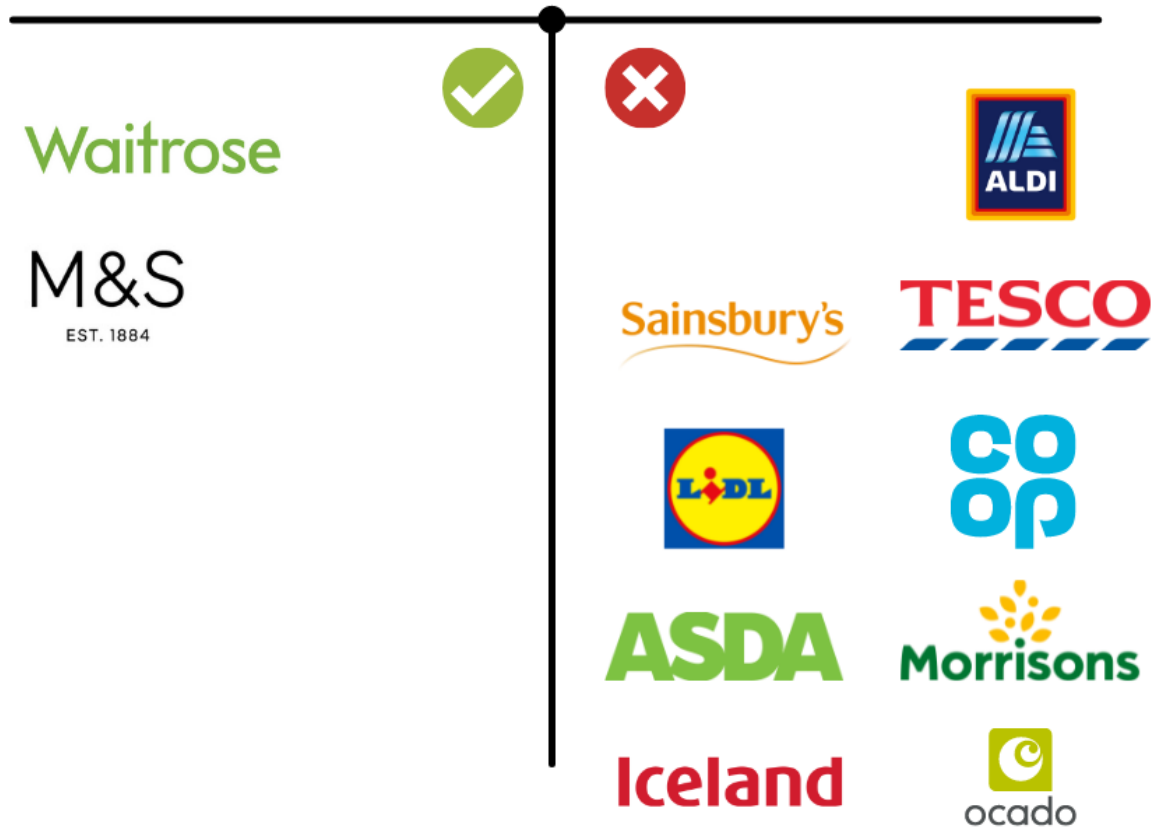 Waitrose
M&S
EST. 1884
ALDI
Sainsbury's
TESCO
LIDL
CO
OP
ASDA
Morrisons
Iceland
ocado